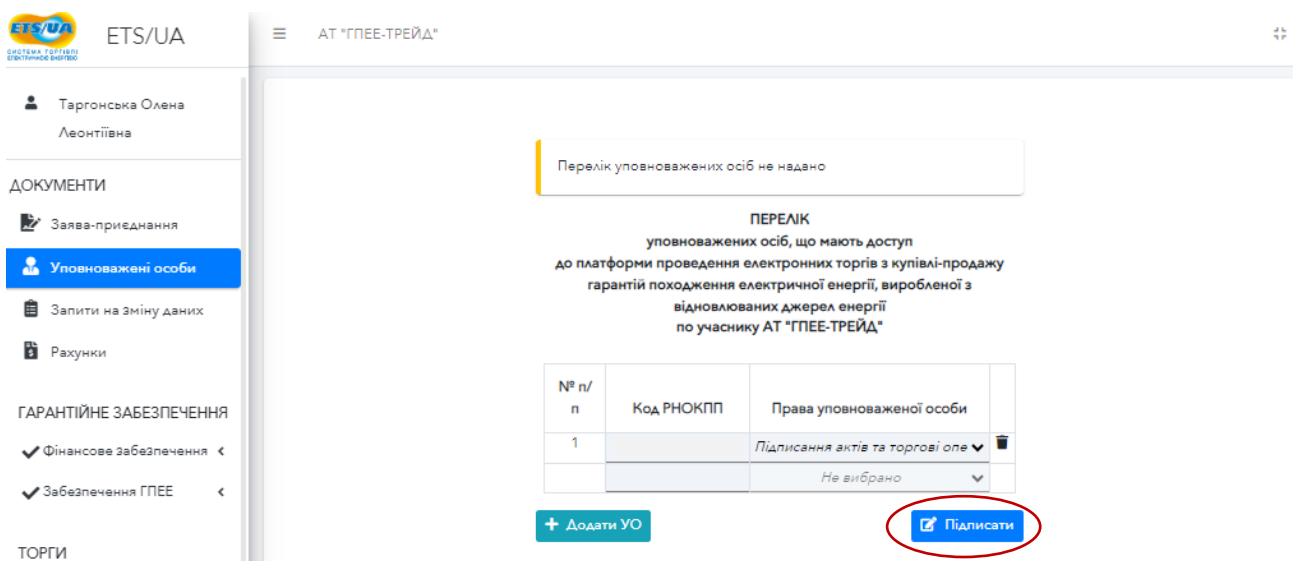 ETS/UA
СИСТЕМА ТОРГІВЛІ
ЕЛЕКТРИЧНОЮ ЕНЕРГІЄЮ
ETS/UA
АТ "ГПЕЕ-ТРЕЙД"
Таргонська Олена
Леонтіївна
ДОКУМЕНТИ
Заява-приєднання
Уповноважені особи
Запити на зміну даних
Рахунки
ГАРАНТІЙНЕ ЗАБЕЗПЕЧЕННЯ
Фінансове забезпечення
Забезпечення ГПЕЕ
ТОРГИ
Перелік уповноважених осіб не надано
ПЕРЕЛІК
уповноважених осіб, що мають доступ
до платформи проведення електронних торгів з купівлі-продажу
гарантій походження електричної енергії, виробленої з
відновлюваних джерел енергії
по учаснику АТ "ГПЕЕ-ТРЕЙД"
№ п/
п
Код РНОКПП
Права уповноваженої особи
1
Підписання актів та торгові опе
Не вибрано
+ Додати УО
Підписати